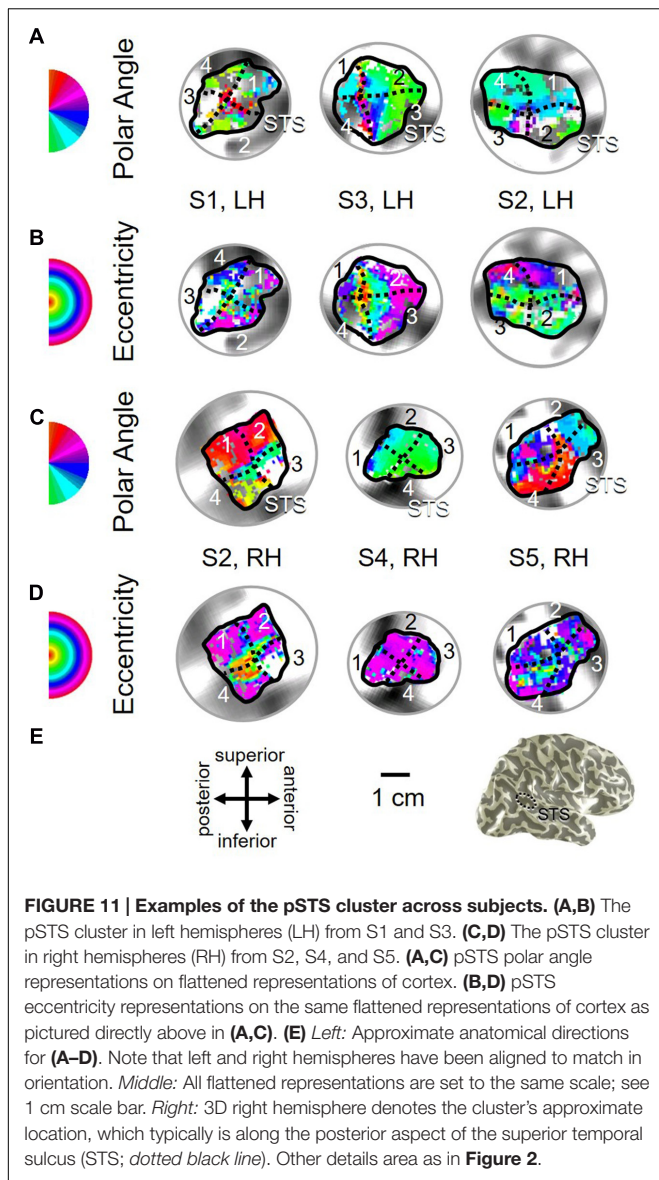 A
Polar Angle
4
1
3
2
STS
1
2
3
4
STS
4
1
3
2
STS
S1, LH
S3, LH
S2, LH
B
Eccentricity
4
1
3
2
1
2
3
4
4
1
3
2
C
Polar Angle
1
2
3
4
STS
2
1
3
4
STS
2
1
3
4
STS
S2, RH
S4, RH
S5, RH
D
Eccentricity
1
2
3
4
2
1
3
4
2
1
3
4
E
superior
posterior
anterior
inferior
1 cm
STS
FIGURE 11 | Examples of the pSTS cluster across subjects. (A,B) The
pSTS cluster in left hemispheres (LH) from S1 and S3. (C,D) The pSTS cluster
in right hemispheres (RH) from S2, S4, and S5. (A,C) pSTS polar angle
representations on flattened representations of cortex. (B,D) pSTS
eccentricity representations on the same flattened representations of cortex as
pictured directly above in (A,C). (E) Left: Approximate anatomical directions
for (A–D). Note that left and right hemispheres have been aligned to match in
orientation. Middle: All flattened representations are set to the same scale; see
1 cm scale bar. Right: 3D right hemisphere denotes the cluster's approximate
location, which typically is along the posterior aspect of the superior temporal
sulcus (STS; dotted black line). Other details area as in Figure 2.